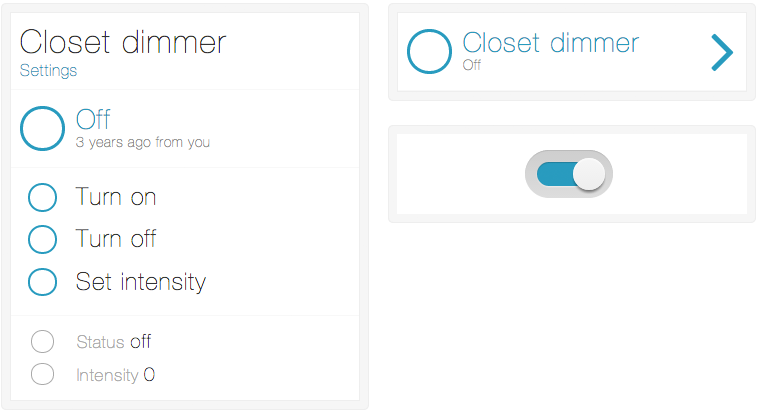 Closet dimmer
Settings
Off
3 years ago from you
Turn on
Turn off
Set intensity
Status off
Intensity 0
Closet dimmer
Off